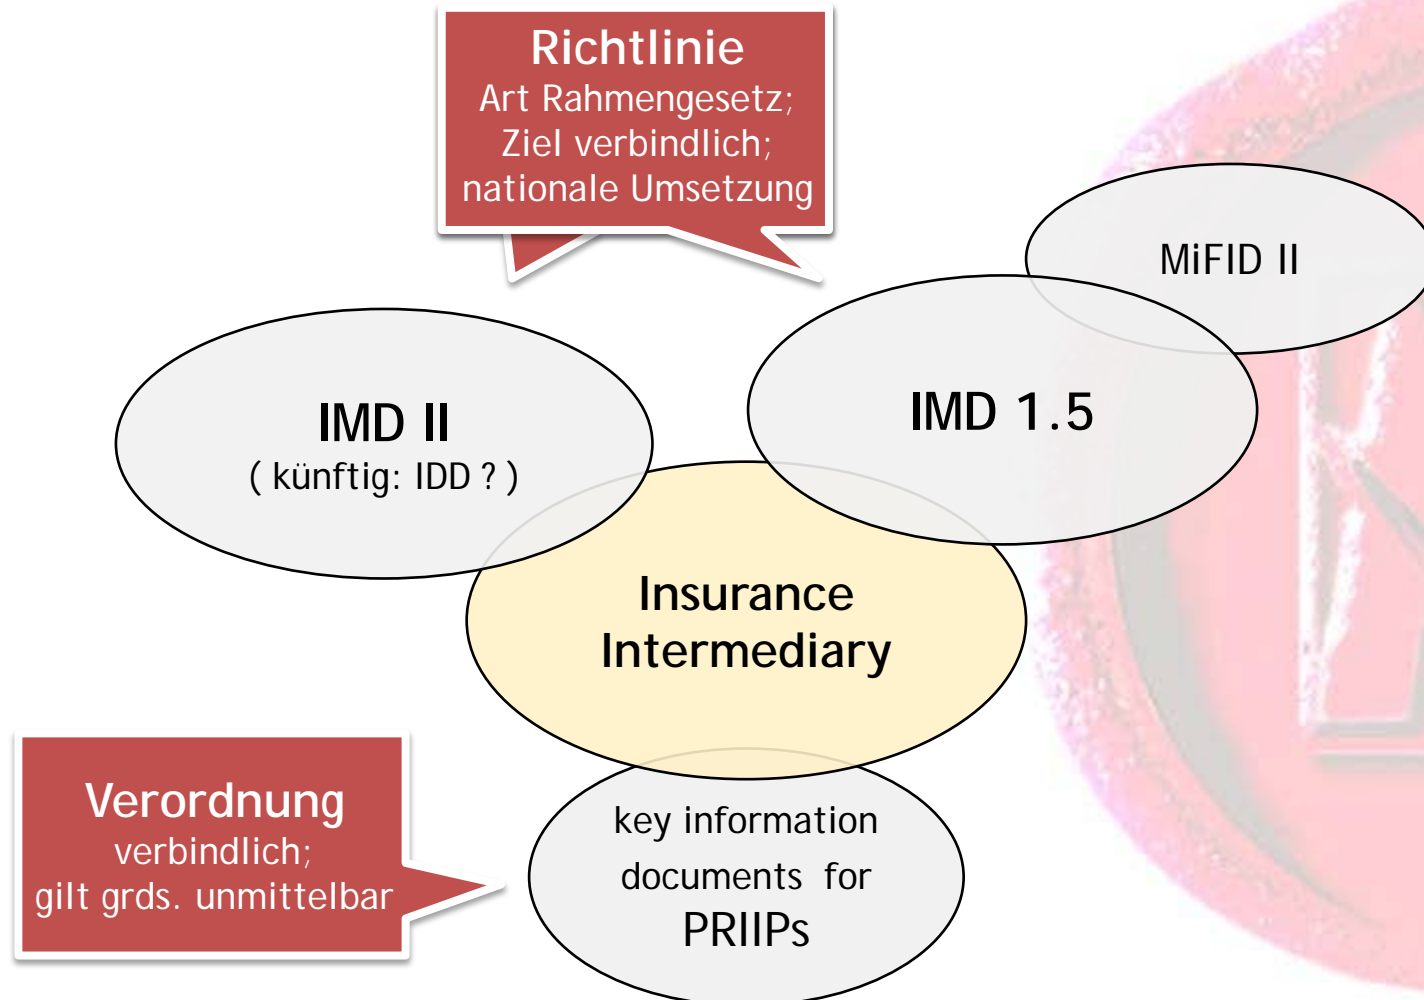 Richtlinie
Art Rahmengesetz;
Ziel verbindlich;
nationale Umsetzung
MiFID II
IMD 1.5
IMD II
( künftig: IDD ? )
Insurance
Intermediary
Verordnung
verbindlich;
gilt grds. unmittelbar
key information
documents for
PRIIPs